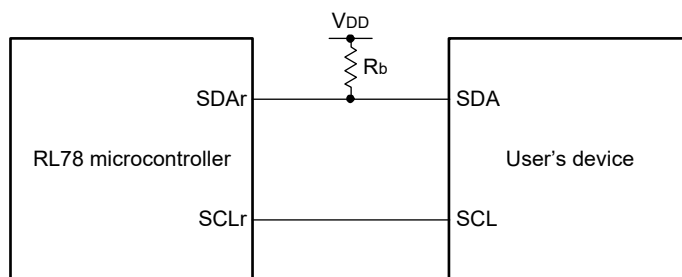 VDD
Rb
SDAr
SDA
RL78 microcontroller
User's device
SCLr
SCL